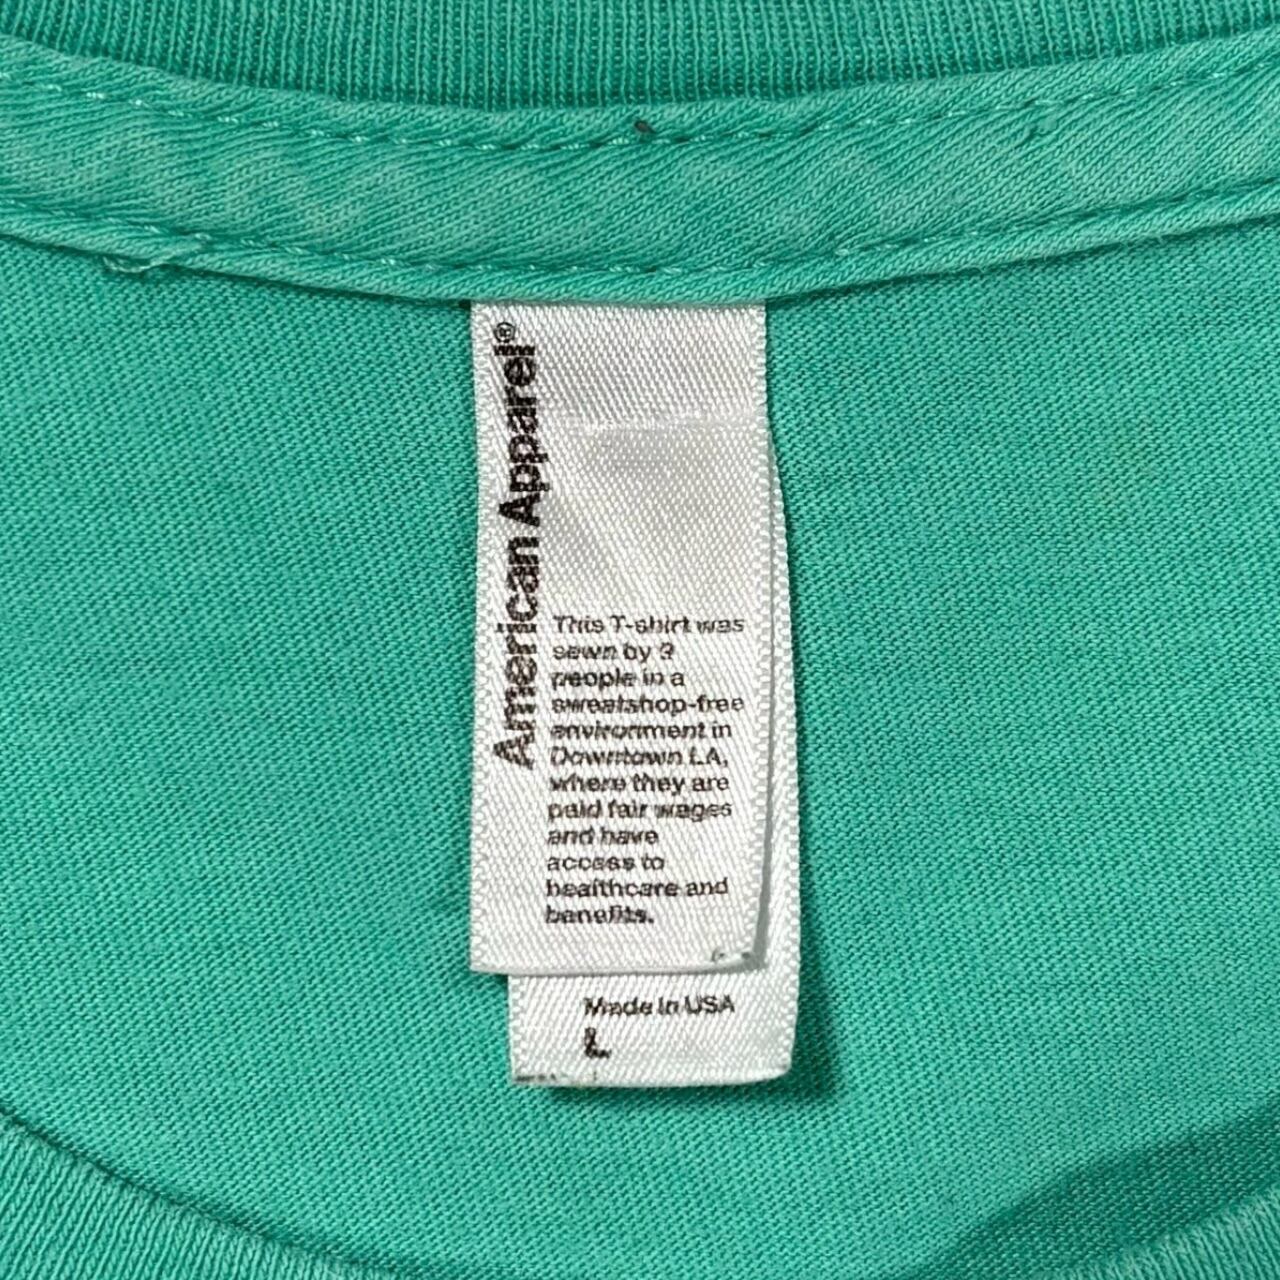 American Apparel®
This T-shirt was
sewn by 3
people in a
sweatshop-free
environment in
Downtown LA,
where they are
paid fair wages
and have
access to
healthcare and
benefits.
Made in USA
L